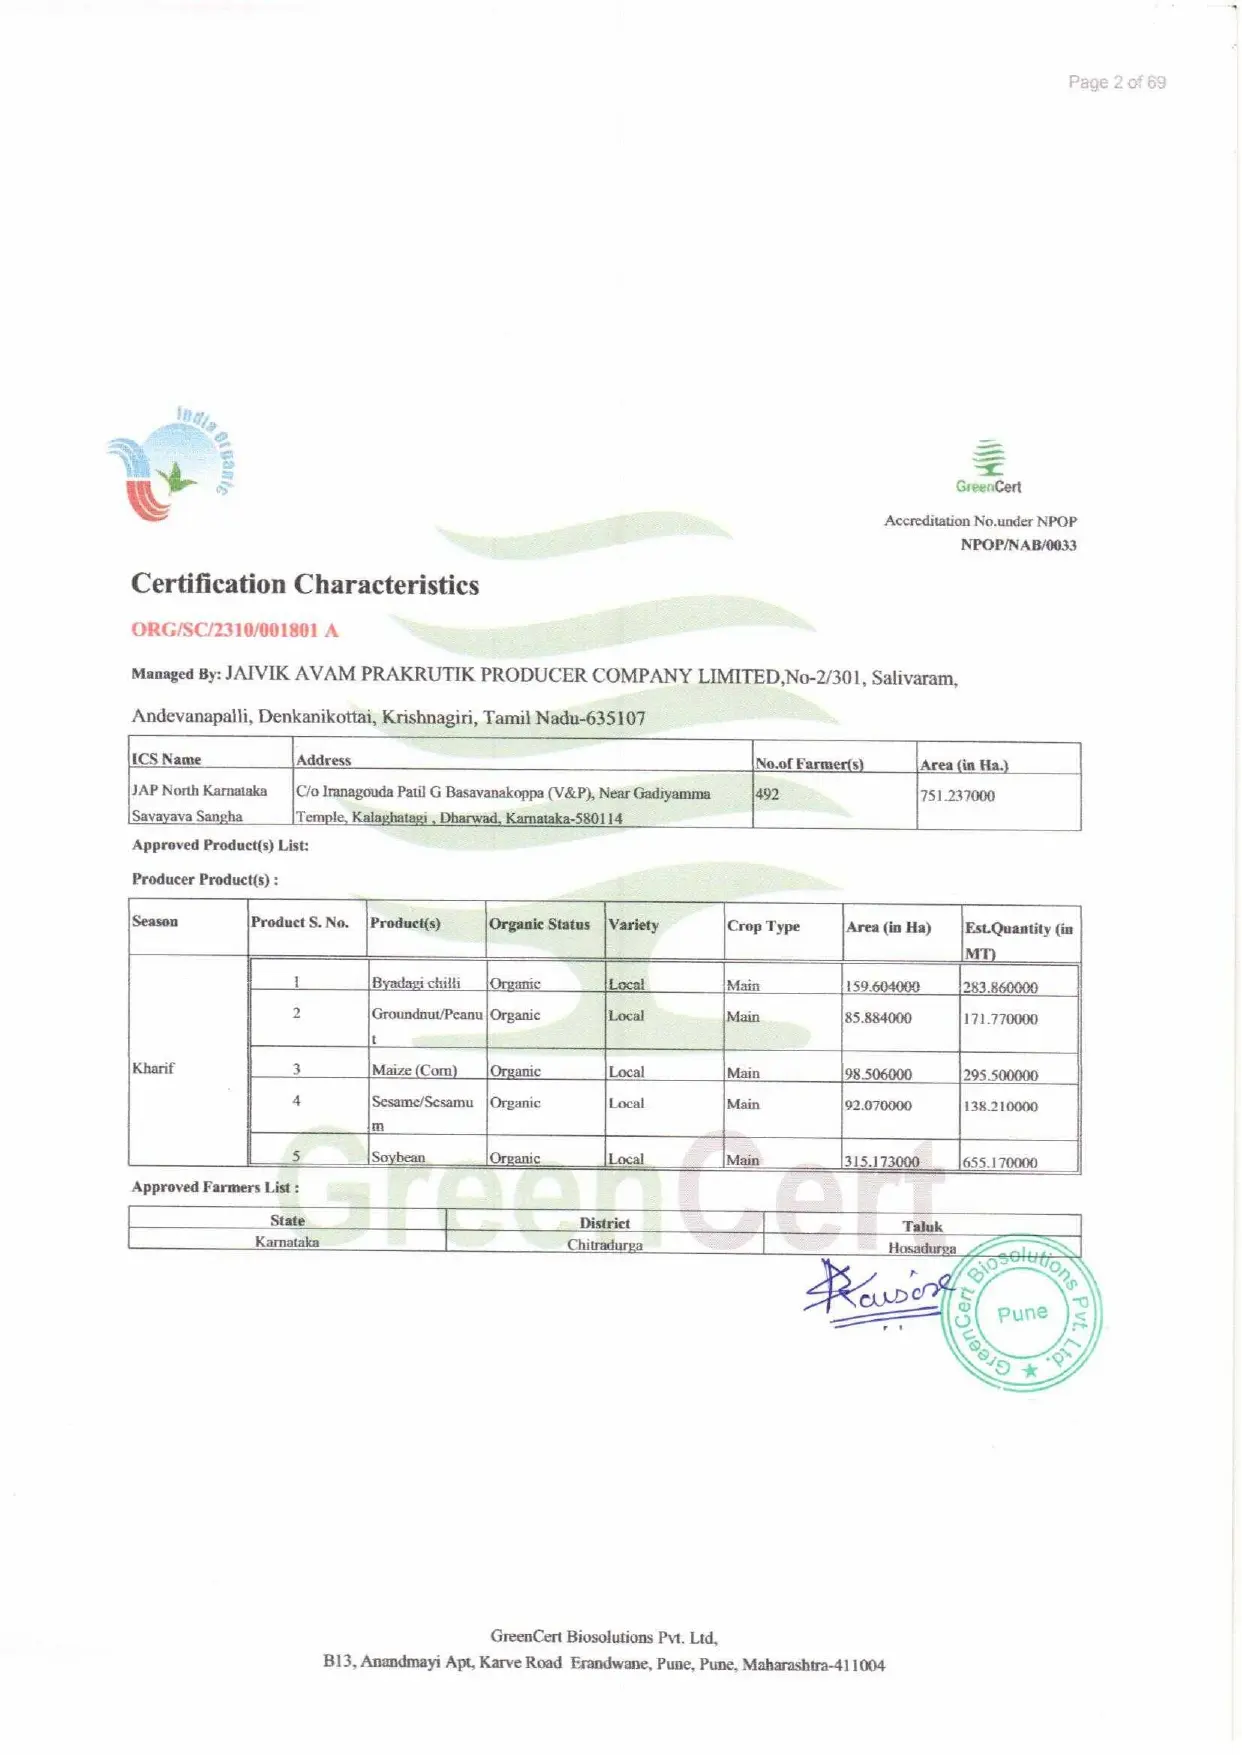 Page 2 of 69
India Organic
GreenCert
Accreditation No.under NPOP
NPOP/NAB/0033
Certification Characteristics
ORG/SC/2310/001801 A
Managed By: JAIVIK AVAM PRAKRUTIK PRODUCER COMPANY LIMITED,No-2/301, Salivaram,
Andevanapalli, Denkanikottai, Krishnagiri, Tamil Nadu-635107
ICS Name Address No.of Farmer(s) Area (in Ha.)
JAP North Karnataka C/o Iranagouda Patil G Basavanakoppa (V&P), Near Gadiyamma 492 751.237000
Savayava Sangha Temple, Kalaghatagi , Dharwad, Karnataka-580114
Approved Product(s) List:
Producer Product(s) :
Season Product S. No. Product(s) Organic Status Variety Crop Type Area (in Ha) Est.Quantity (in
MT)
1 Byadagi chilli Organic Local Main 159.604000 283.860000
2 Groundnut/Peanu Organic Local Main 85.884000 171.770000
t
Kharif 3 Maize (Corn) Organic Local Main 98.506000 295.500000
4 Sesame/Sesamu Organic Local Main 92.070000 138.210000
m
5 Soybean Organic Local Main 315.173000 655.170000
GreenCert
Approved Farmers List :
State District Taluk
Karnataka Chitradurga Hosadurga
GreenCert Biosolutions Pvt. Ltd.
Pune
GreenCert Biosolutions Pvt. Ltd,
B13, Anandmayi Apt, Karve Road Erandwane, Pune, Pune, Maharashtra-411004